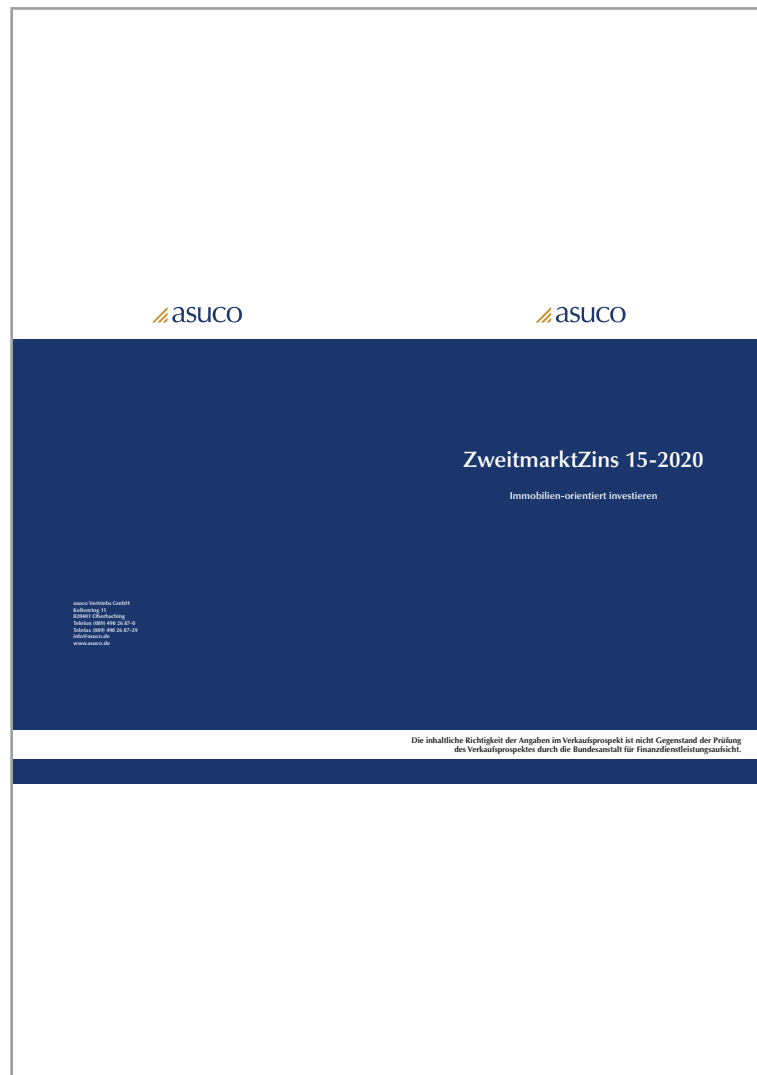 asuco
asuco
ZweitmarktZins 15-2020
Immobilien-orientiert investieren
asuco Vertriebs GmbH
Keltenring 11
820401 Oberhaching
Telefon (089) 490 26 87-0
Telefax (089) 490 26 87-29
info@asuco.de
www.asuco.de
Die inhaltliche Richtigkeit der Angaben im Verkaufsprospekt ist nicht Gegenstand der Prüfung
des Verkaufsprospektes durch die Bundesanstalt für Finanzdienstleistungsaufsicht.